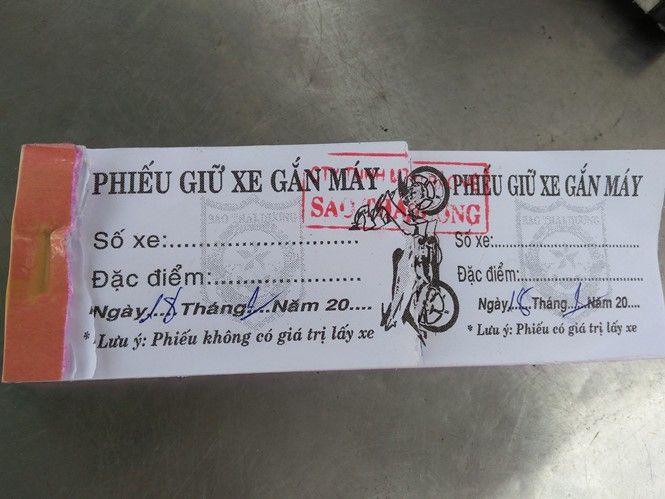 PHIẾU GIỮ XE GẮN MÁY
SAO
Số xe:..............................
Đặc điểm:......................
Ngày..18..Tháng..1..Năm 20....
* Lưu ý: Phiếu không có giá trị lấy xe
PHIẾU GIỮ XE GẮN MÁY
Số xe:..............................
Đặc điểm:......................
Ngày..18..Tháng..1..Năm 20....
* Lưu ý: Phiếu có giá trị lấy xe